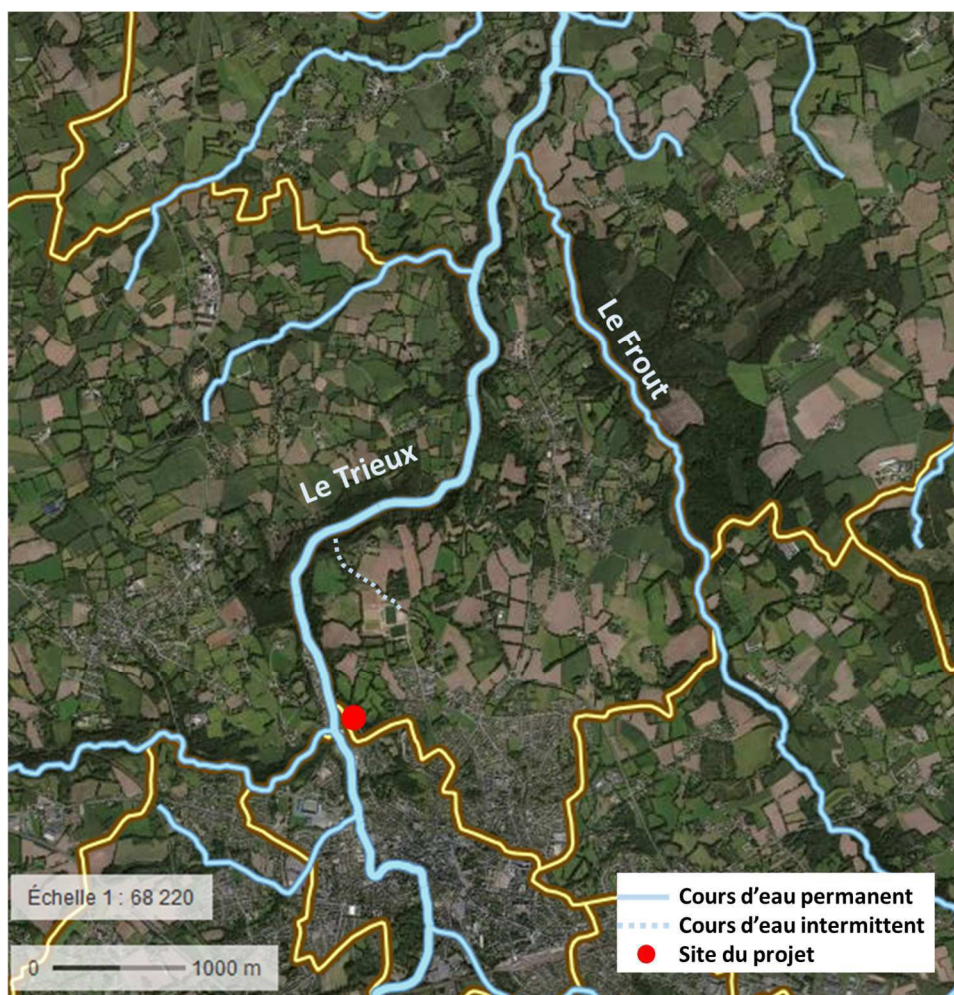 Le Frout
Le Trieux
Échelle 1 : 68 220
0 1000 m
Cours d’eau permanent
Cours d’eau intermittent
Site du projet